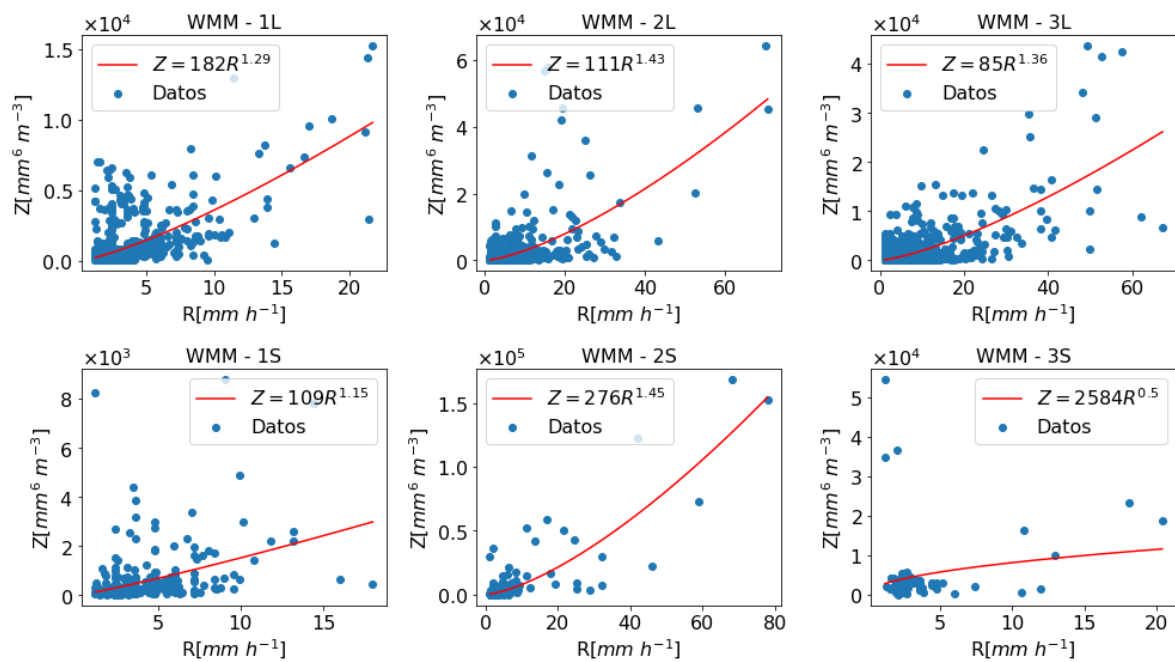 WMM - 1L
×10⁴
Z = 182R^1.29
Datos
1.5
1.0
0.5
0.0
Z[mm⁶ m⁻³]
5 10 15 20
R[mm h⁻¹]
WMM - 2L
×10⁴
Z = 111R^1.43
Datos
6
4
2
0
Z[mm⁶ m⁻³]
0 20 40 60
R[mm h⁻¹]
WMM - 3L
×10⁴
Z = 85R^1.36
Datos
4
2
0
Z[mm⁶ m⁻³]
0 20 40 60
R[mm h⁻¹]
WMM - 1S
×10³
Z = 109R^1.15
Datos
8
6
4
2
0
Z[mm⁶ m⁻³]
5 10 15
R[mm h⁻¹]
WMM - 2S
×10⁵
Z = 276R^1.45
Datos
1.5
1.0
0.5
0.0
Z[mm⁶ m⁻³]
0 20 40 60 80
R[mm h⁻¹]
WMM - 3S
×10⁴
Z = 2584R^0.5
Datos
5
4
3
2
1
0
Z[mm⁶ m⁻³]
5 10 15 20
R[mm h⁻¹]